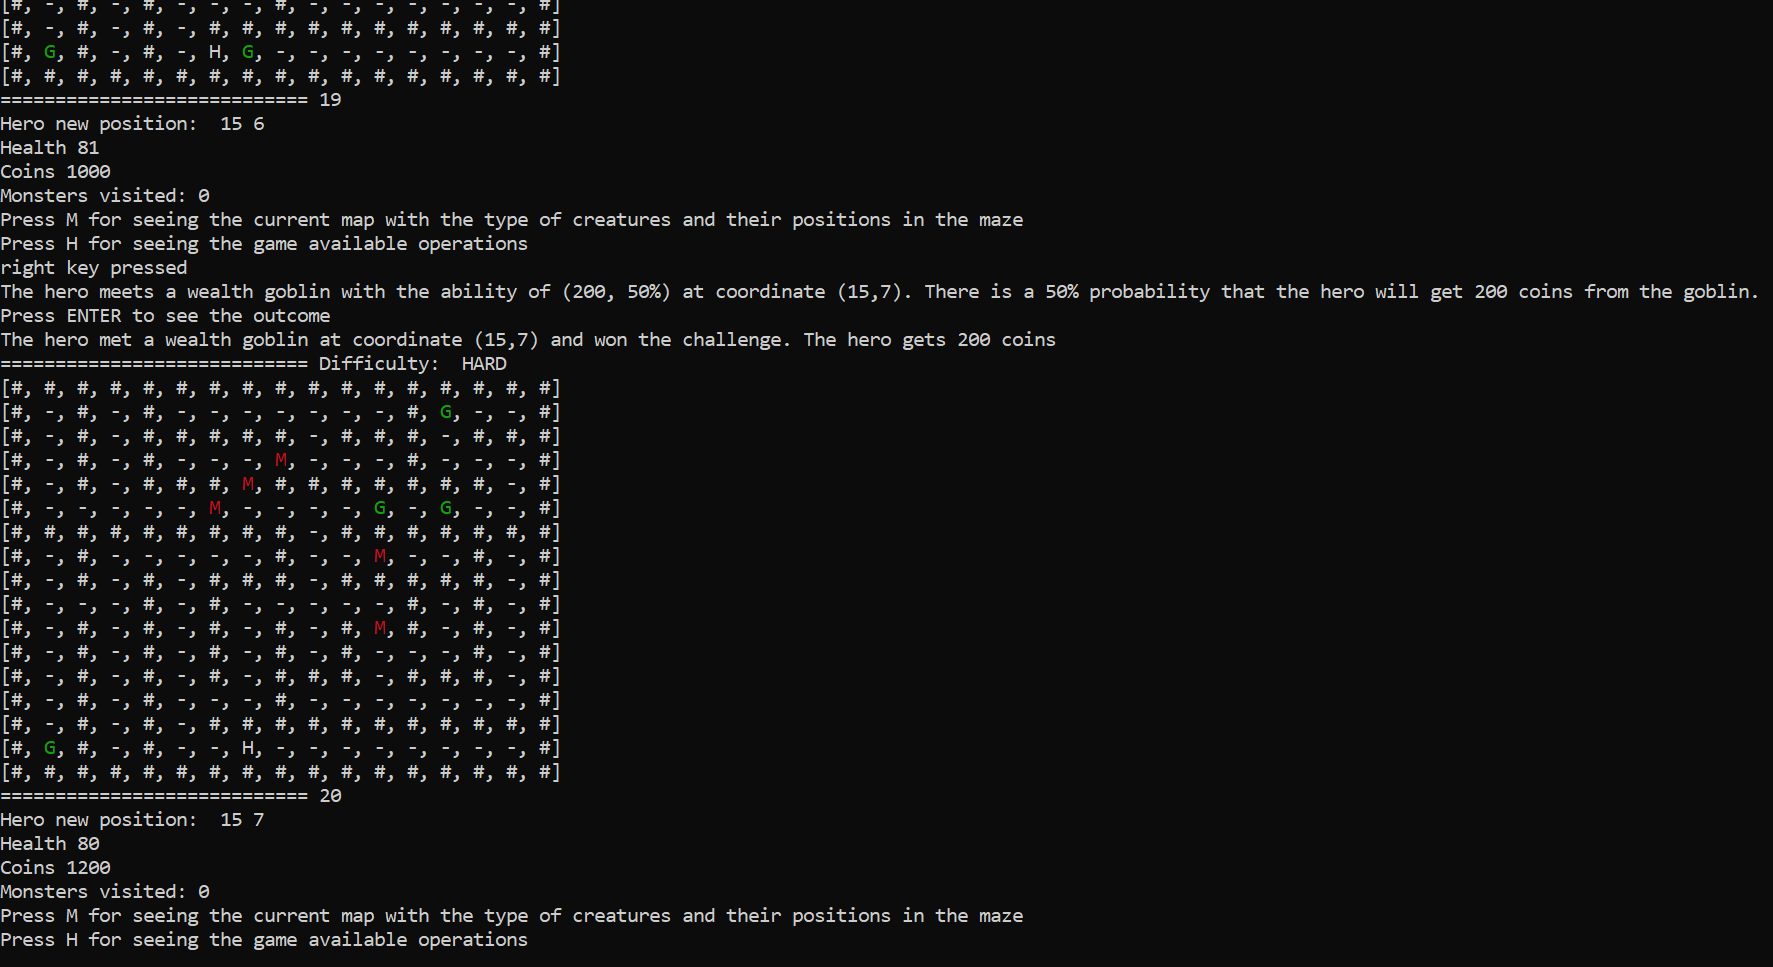 [#, -, #, -, #, -, -, -, #, -, -, -, -, -, -, -, #]
[#, -, #, -, #, -, #, #, #, #, #, #, #, #, #, #, #]
[#, G, #, -, #, -, H, G, -, -, -, -, -, -, -, -, #]
[#, #, #, #, #, #, #, #, #, #, #, #, #, #, #, #, #]
============================ 19
Hero new position:  15 6
Health 81
Coins 1000
Monsters visited: 0
Press M for seeing the current map with the type of creatures and their positions in the maze
Press H for seeing the game available operations
right key pressed
The hero meets a wealth goblin with the ability of (200, 50%) at coordinate (15,7). There is a 50% probability that the hero will get 200 coins from the goblin.
Press ENTER to see the outcome
The hero met a wealth goblin at coordinate (15,7) and won the challenge. The hero gets 200 coins
============================ Difficulty:  HARD
[#, #, #, #, #, #, #, #, #, #, #, #, #, #, #, #, #]
[#, -, #, -, #, -, -, -, -, -, -, -, #, G, -, -, #]
[#, -, #, -, #, #, #, #, #, -, #, #, #, -, #, #, #]
[#, -, #, -, #, -, -, -, M, -, -, -, #, -, -, -, #]
[#, -, #, -, #, #, #, M, #, #, #, #, #, #, #, -, #]
[#, -, -, -, -, -, M, -, -, -, -, G, -, G, -, -, #]
[#, #, #, #, #, #, #, #, #, -, #, #, #, #, #, #, #]
[#, -, #, -, -, -, -, -, #, -, -, M, -, -, #, -, #]
[#, -, #, -, #, -, #, #, #, -, #, #, #, #, #, -, #]
[#, -, -, -, #, -, #, -, -, -, -, -, #, -, #, -, #]
[#, -, #, -, #, -, #, -, #, -, #, M, #, -, #, -, #]
[#, -, #, -, #, -, #, -, #, -, #, -, -, -, #, -, #]
[#, -, #, -, #, -, #, -, #, #, #, -, #, #, #, -, #]
[#, -, #, -, #, -, -, -, #, -, -, -, -, -, -, -, #]
[#, -, #, -, #, -, #, #, #, #, #, #, #, #, #, #, #]
[#, G, #, -, #, -, -, H, -, -, -, -, -, -, -, -, #]
[#, #, #, #, #, #, #, #, #, #, #, #, #, #, #, #, #]
============================ 20
Hero new position:  15 7
Health 80
Coins 1200
Monsters visited: 0
Press M for seeing the current map with the type of creatures and their positions in the maze
Press H for seeing the game available operations